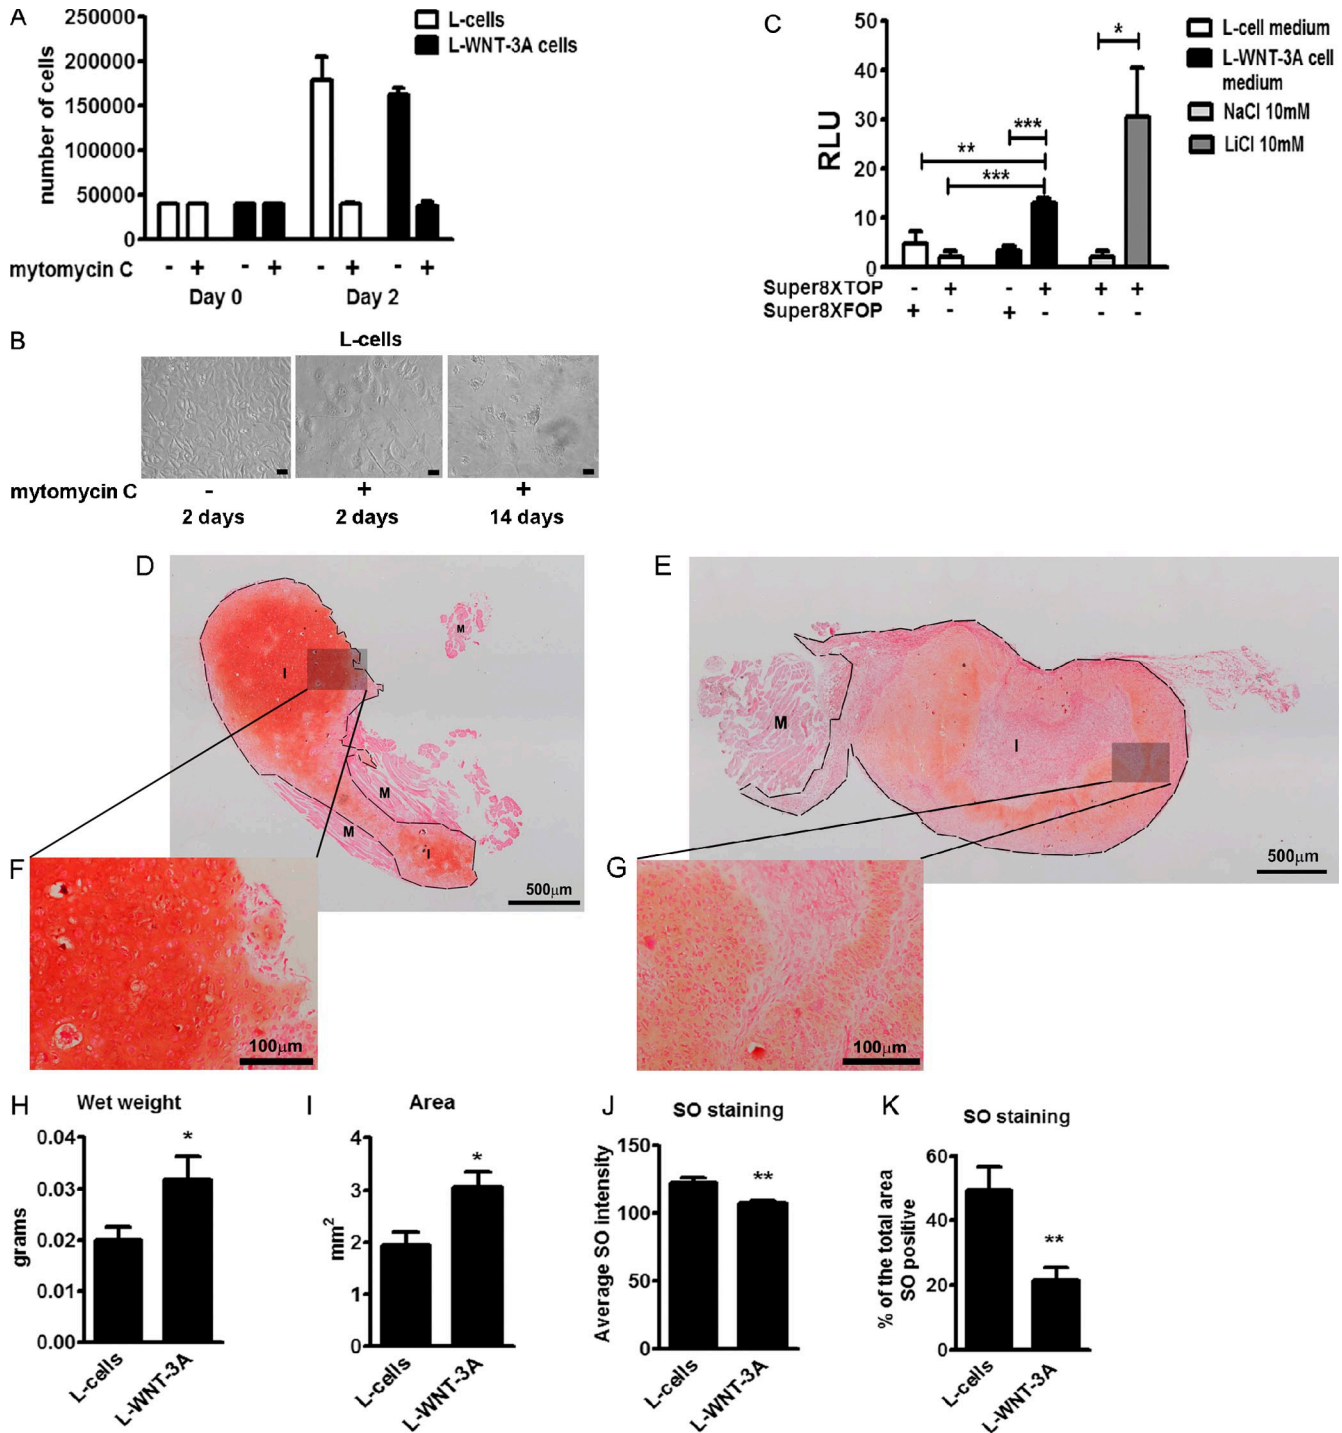 A
250000
200000
150000
100000
50000
0
number of cells
L-cells
L-WNT-3A cells
mytomycin C - + - + - + - +
Day 0 Day 2
C
50
40
30
20
10
0
RLU
*
***
**
***
L-cell medium
L-WNT-3A cell
medium
NaCl 10mM
LiCl 10mM
Super8XTOP - + - + + +
Super8XFOP + - + - - -
B
L-cells
mytomycin C - + +
2 days 2 days 14 days
D
I
M
M
M
I
500μm
E
M
I
500μm
F
100μm
G
100μm
H
Wet weight
0.04
0.03
0.02
0.01
0.00
grams
*
L-cells
L-WNT-3A
I
Area
4
3
2
1
0
mm²
*
L-cells
L-WNT-3A
J
SO staining
150
100
50
0
Average SO intensity
**
L-cells
L-WNT-3A
K
SO staining
60
40
20
0
% of the total area
SO positive
**
L-cells
L-WNT-3A